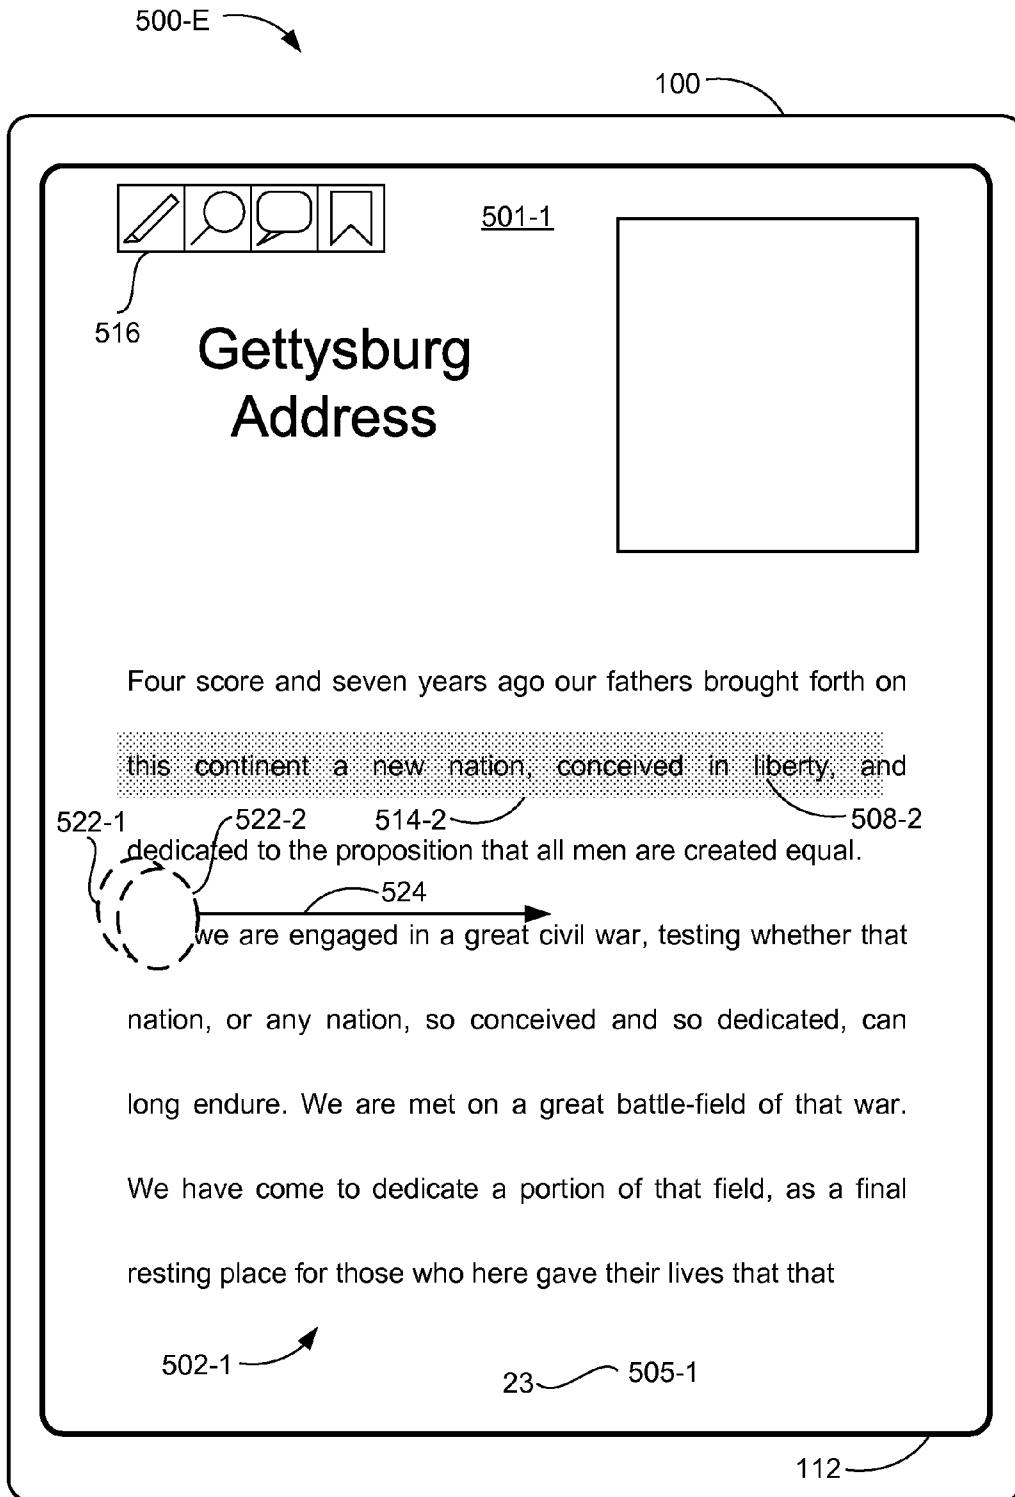 500-E
100
501-1
516
Gettysburg
Address
Four score and seven years ago our fathers brought forth on
this continent a new nation, conceived in liberty, and
522-1
522-2
514-2
508-2
dedicated to the proposition that all men are created equal.
524
we are engaged in a great civil war, testing whether that
nation, or any nation, so conceived and so dedicated, can
long endure. We are met on a great battle-field of that war.
We have come to dedicate a portion of that field, as a final
resting place for those who here gave their lives that that
502-1
23
505-1
112